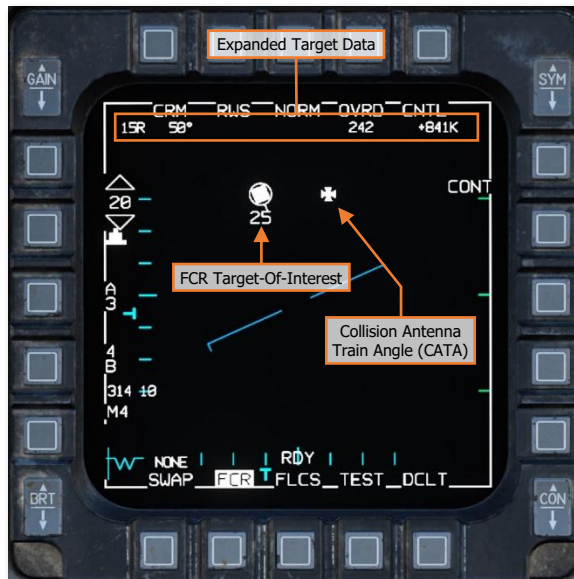 Expanded Target Data
GAIN
SYM
CRM RWS NORM OVRD CNTL
15R 50° 242 +841K
CONT
20
25
FCR Target-Of-Interest
A
3
Collision Antenna
Train Angle (CATA)
4
B
314 10
M4
NONE RDY
SWAP FCR T FLCS TEST DCLT
BRT
CON